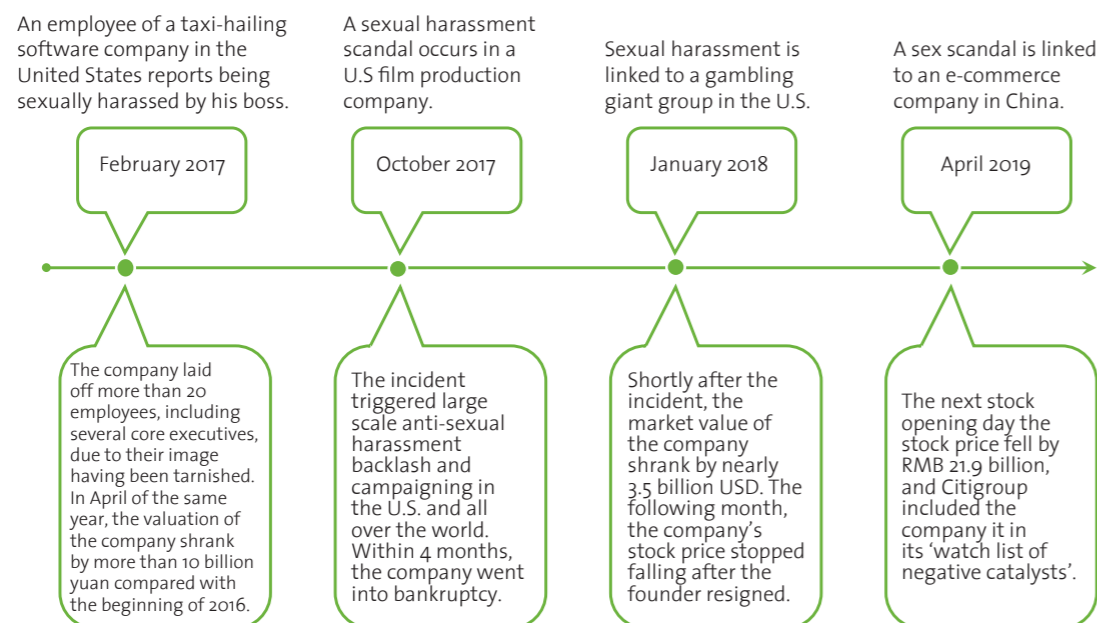 An employee of a taxi-hailing
software company in the
United States reports being
sexually harassed by his boss.
February 2017
The company laid
off more than 20
employees, including
several core executives,
due to their image
having been tarnished.
In April of the same
year, the valuation of
the company shrank
by more than 10 billion
yuan compared with
the beginning of 2016.
A sexual harassment
scandal occurs in a
U.S film production
company.
October 2017
The incident
triggered large
scale anti-sexual
harassment
backlash and
campaigning in
the U.S. and all
over the world.
Within 4 months,
the company went
into bankruptcy.
Sexual harassment is
linked to a gambling
giant group in the U.S.
January 2018
Shortly after the
incident, the
market value of
the company
shrank by nearly
3.5 billion USD. The
following month,
the company's
stock price stopped
falling after the
founder resigned.
A sex scandal is linked
to an e-commerce
company in China.
April 2019
The next stock
opening day the
stock price fell by
RMB 21.9 billion,
and Citigroup
included the
company it in
its ‘watch list of
negative catalysts’.